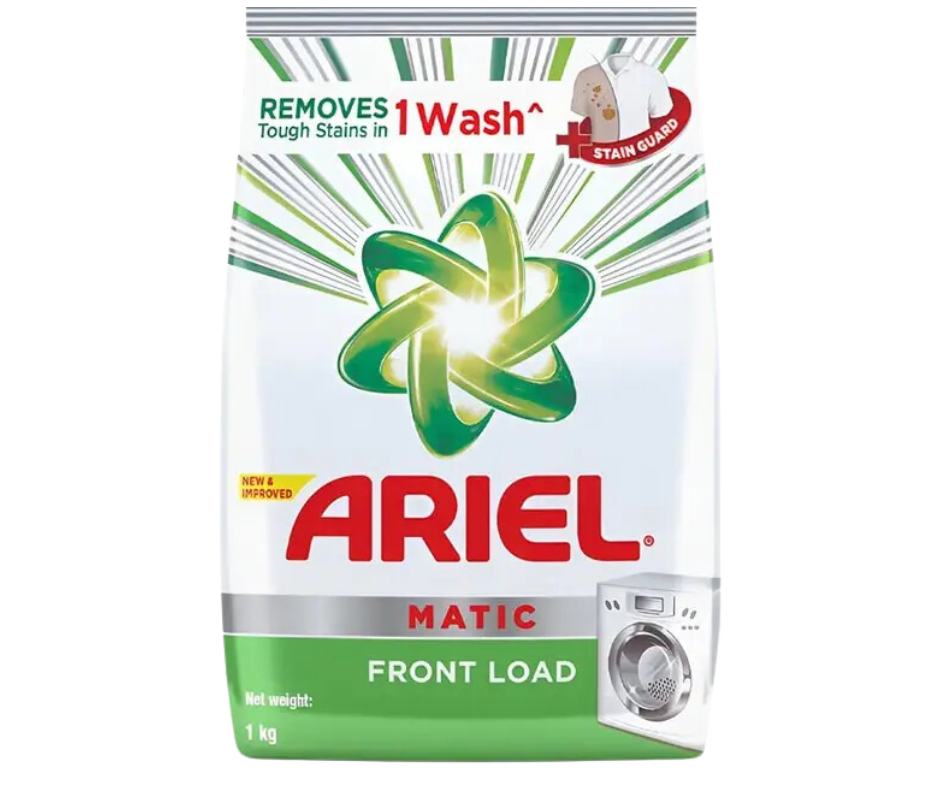 REMOVES
Tough Stains in
1 Wash^
STAIN GUARD
NEW &
IMPROVED
ARIEL
MATIC
FRONT LOAD
Net weight:
1 kg